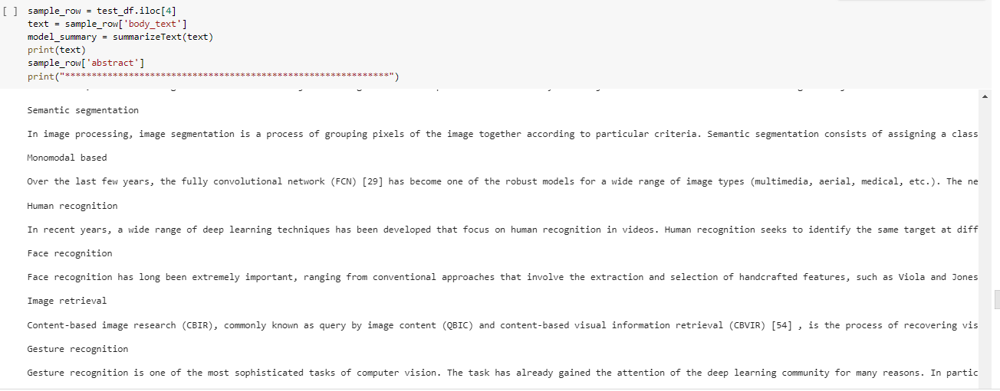 [ ] sample_row = test_df.iloc[4]
text = sample_row['body_text']
model_summary = summarizeText(text)
print(text)
sample_row['abstract']
print("*************************************************************")
Semantic segmentation
In image processing, image segmentation is a process of grouping pixels of the image together according to particular criteria. Semantic segmentation consists of assigning a class
Monomodal based
Over the last few years, the fully convolutional network (FCN) [29] has become one of the robust models for a wide range of image types (multimedia, aerial, medical, etc.). The ne
Human recognition
In recent years, a wide range of deep learning techniques has been developed that focus on human recognition in videos. Human recognition seeks to identify the same target at diff
Face recognition
Face recognition has long been extremely important, ranging from conventional approaches that involve the extraction and selection of handcrafted features, such as Viola and Jones
Image retrieval
Content-based image research (CBIR), commonly known as query by image content (QBIC) and content-based visual information retrieval (CBVIR) [54] , is the process of recovering vis
Gesture recognition
Gesture recognition is one of the most sophisticated tasks of computer vision. The task has already gained the attention of the deep learning community for many reasons. In partic